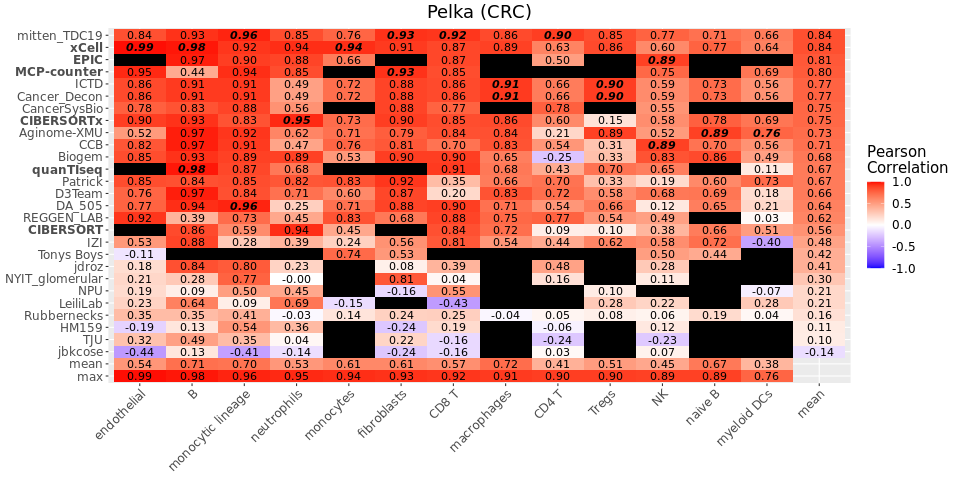 Pelka (CRC)
mitten_TDC19 0.84 0.93 0.96 0.85 0.76 0.93 0.92 0.86 0.90 0.85 0.77 0.71 0.66 0.84
xCell 0.99 0.98 0.92 0.94 0.94 0.91 0.87 0.89 0.63 0.86 0.60 0.77 0.64 0.84
EPIC 0.97 0.90 0.88 0.66 0.87 0.50 0.89 0.81
MCP-counter 0.95 0.44 0.94 0.85 0.93 0.85 0.75 0.69 0.80
ICTD 0.86 0.91 0.91 0.49 0.72 0.88 0.86 0.91 0.66 0.90 0.59 0.73 0.56 0.77
Cancer_Decon 0.86 0.91 0.91 0.49 0.72 0.88 0.86 0.91 0.66 0.90 0.59 0.73 0.56 0.77
CancerSysBio 0.78 0.83 0.88 0.56 0.88 0.77 0.78 0.55 0.75
CIBERSORTx 0.90 0.93 0.83 0.95 0.73 0.90 0.85 0.86 0.60 0.15 0.58 0.78 0.69 0.75
Aginome-XMU 0.52 0.97 0.92 0.62 0.71 0.79 0.84 0.84 0.21 0.89 0.52 0.89 0.76 0.73
CCB 0.82 0.97 0.91 0.47 0.76 0.81 0.70 0.83 0.54 0.31 0.89 0.70 0.56 0.71
Biogem 0.85 0.93 0.89 0.89 0.53 0.90 0.90 0.65 -0.25 0.33 0.83 0.86 0.49 0.68
quanTIseq 0.98 0.87 0.68 0.91 0.68 0.43 0.70 0.65 0.11 0.67
Patrick 0.85 0.84 0.85 0.82 0.83 0.92 0.35 0.66 0.70 0.33 0.19 0.60 0.73 0.67
D3Team 0.76 0.97 0.84 0.71 0.60 0.87 0.20 0.83 0.72 0.58 0.68 0.69 0.18 0.66
DA_505 0.77 0.94 0.96 0.25 0.71 0.88 0.90 0.71 0.54 0.66 0.12 0.65 0.21 0.64
REGGEN_LAB 0.92 0.39 0.73 0.45 0.83 0.68 0.88 0.75 0.77 0.54 0.49 0.03 0.62
CIBERSORT 0.86 0.59 0.94 0.45 0.84 0.72 0.09 0.10 0.38 0.66 0.51 0.56
IZI 0.53 0.88 0.28 0.39 0.24 0.56 0.81 0.54 0.44 0.62 0.58 0.72 -0.40 0.48
Tonys Boys -0.11 0.74 0.53 0.50 0.44 0.42
jdroz 0.18 0.84 0.80 0.23 0.08 0.39 0.48 0.28 0.41
NYIT_glomerular 0.21 0.28 0.77 -0.00 0.81 0.04 0.16 0.11 0.30
NPU 0.19 0.09 0.50 0.45 -0.16 0.55 0.10 -0.07 0.21
LeiliLab 0.23 0.64 0.09 0.69 -0.15 0.24 -0.43 0.28 0.22 0.28 0.21
Rubbernecks 0.35 0.35 0.41 -0.03 0.14 0.24 0.25 -0.04 0.05 0.08 0.06 0.19 0.04 0.16
HM159 -0.19 0.13 0.54 0.36 -0.24 0.19 -0.06 0.12 0.11
TJU 0.32 0.49 0.35 0.04 0.22 -0.16 -0.24 -0.23 0.10
jbkcose -0.44 0.13 -0.41 -0.14 -0.24 -0.16 0.03 0.07 -0.14
mean 0.54 0.71 0.70 0.53 0.61 0.61 0.57 0.72 0.41 0.51 0.45 0.67 0.38
max 0.99 0.98 0.96 0.95 0.94 0.93 0.92 0.91 0.90 0.90 0.89 0.89 0.76
endothelial B monocytic lineage neutrophils monocytes fibroblasts CD8 T macrophages CD4 T Tregs NK naive B myeloid DCs mean
Pearson
Correlation
1.0
0.5
0.0
-0.5
-1.0